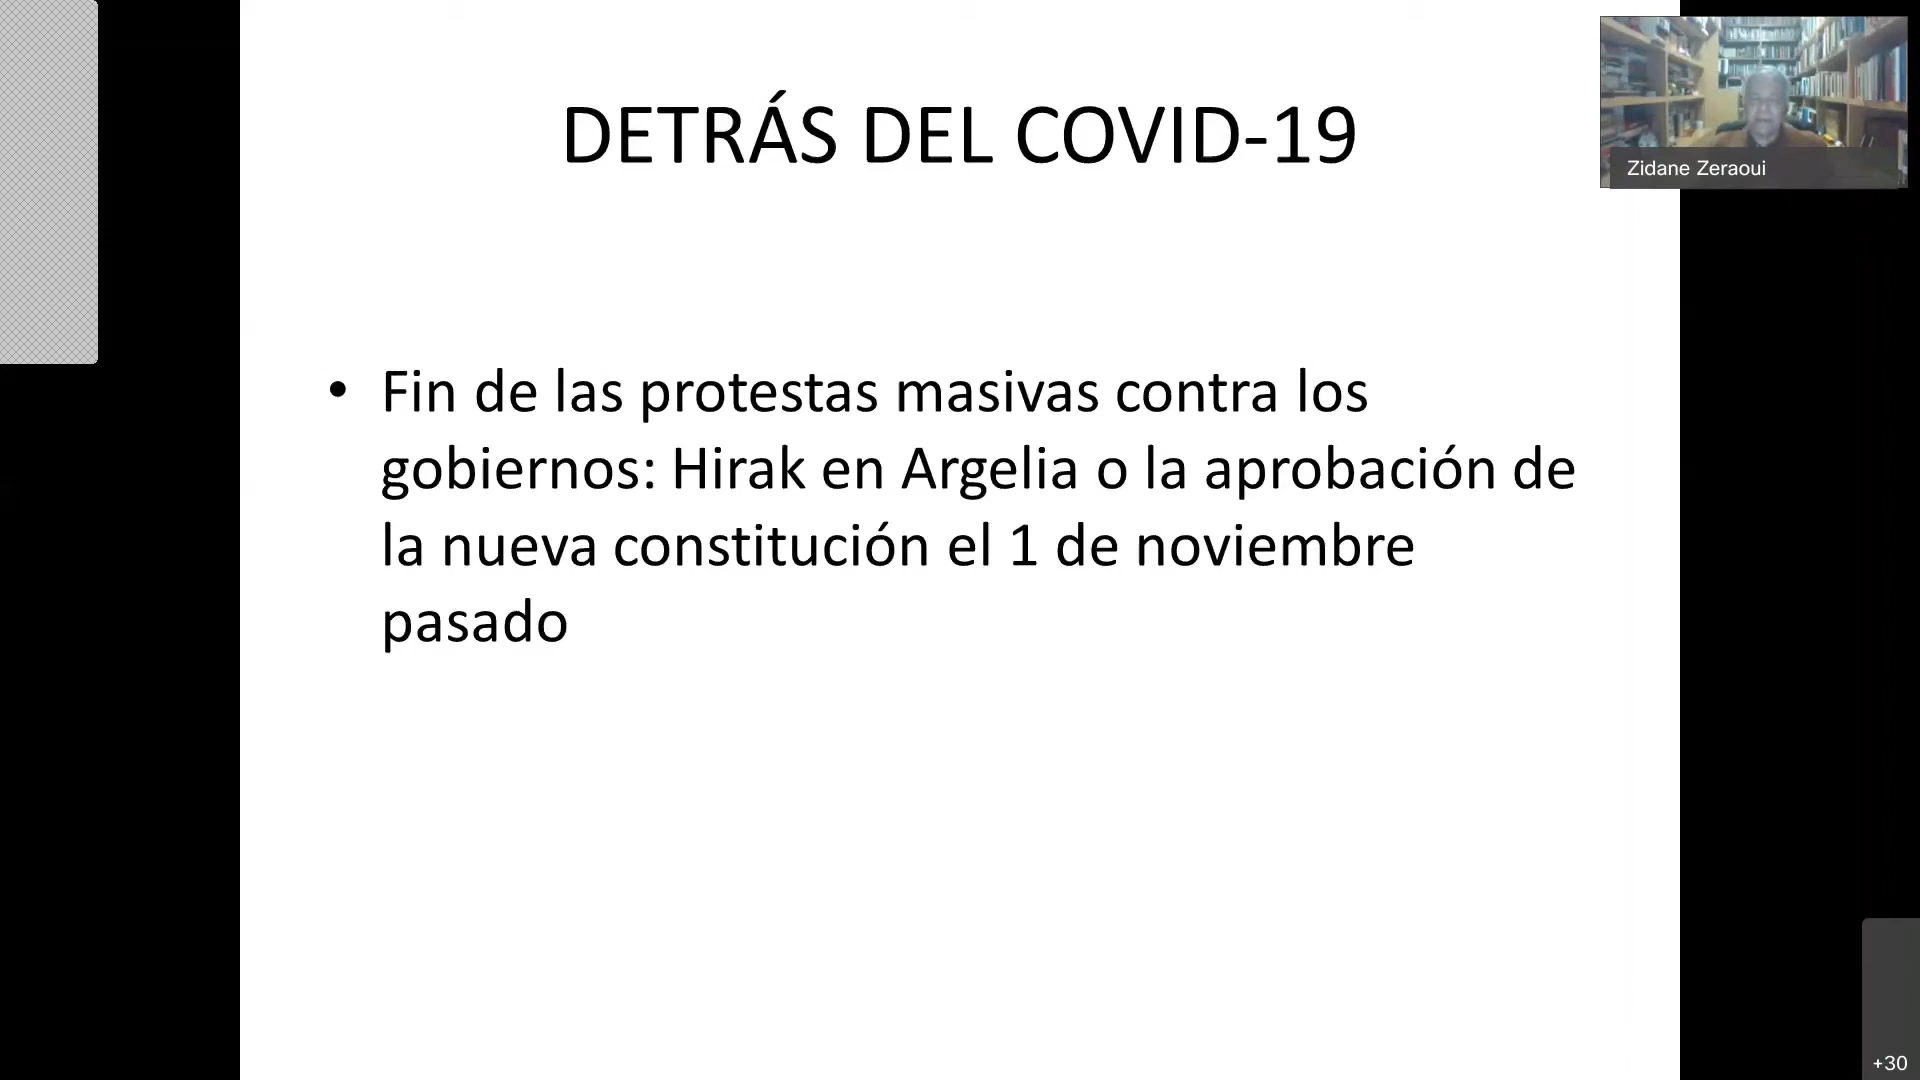 DETRÁS DEL COVID-19
Zidane Zeraoui
• Fin de las protestas masivas contra los
gobiernos: Hirak en Argelia o la aprobación de
la nueva constitución el 1 de noviembre
pasado
+30